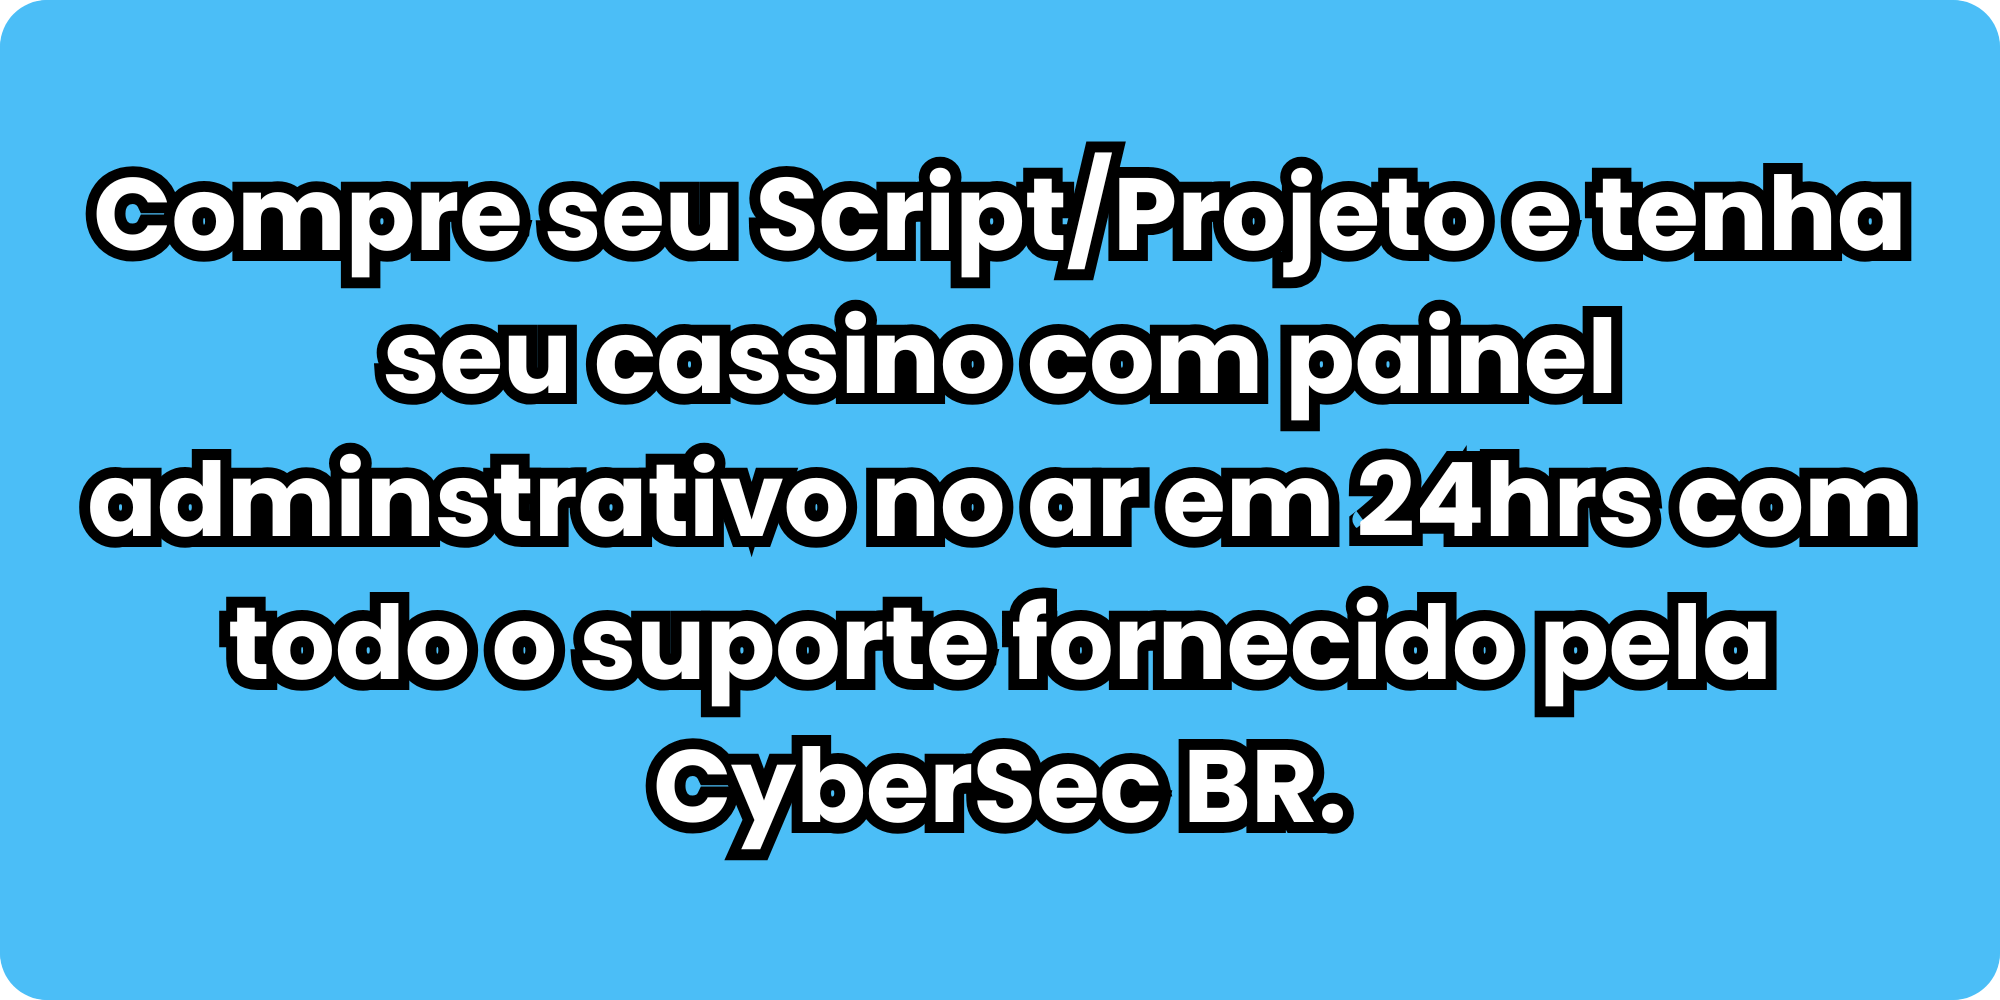 Compre seu Script/Projeto e tenha
seu cassino com painel
adminstrativo no ar em 24hrs com
todo o suporte fornecido pela
CyberSec BR.